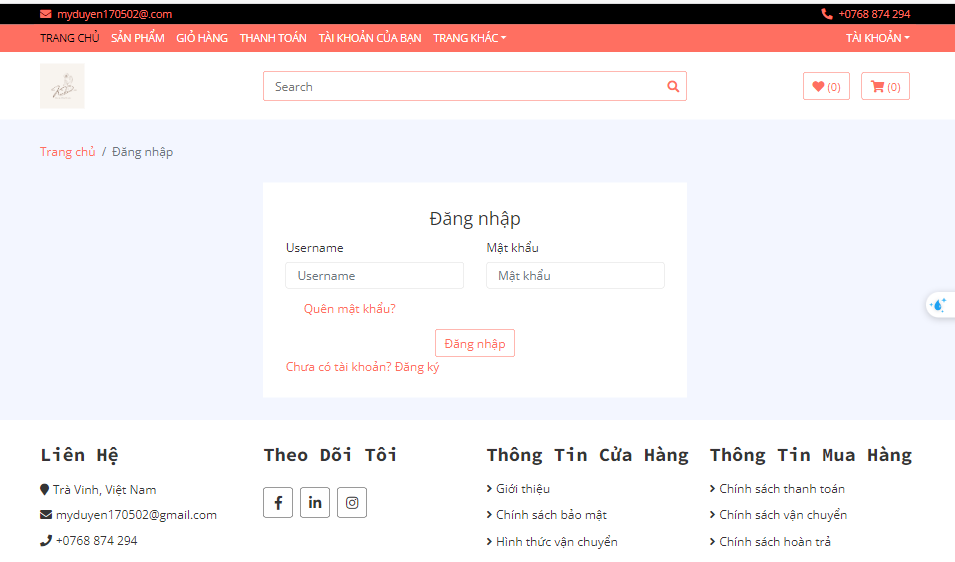 myduyen170502@.com +0768 874 294
TRANG CHỦ SẢN PHẨM GIỎ HÀNG THANH TOÁN TÀI KHOẢN CỦA BẠN TRANG KHÁC TÀI KHOẢN
Search (0) (0)
Trang chủ / Đăng nhập
Đăng nhập
Username Mật khẩu
Username Mật khẩu
Quên mật khẩu?
Đăng nhập
Chưa có tài khoản? Đăng ký
Liên Hệ Theo Dõi Tôi Thông Tin Cửa Hàng Thông Tin Mua Hàng
Trà Vinh, Việt Nam Giới thiệu Chính sách thanh toán
myduyen170502@gmail.com Chính sách bảo mật Chính sách vận chuyển
+0768 874 294 Hình thức vận chuyển Chính sách hoàn trả